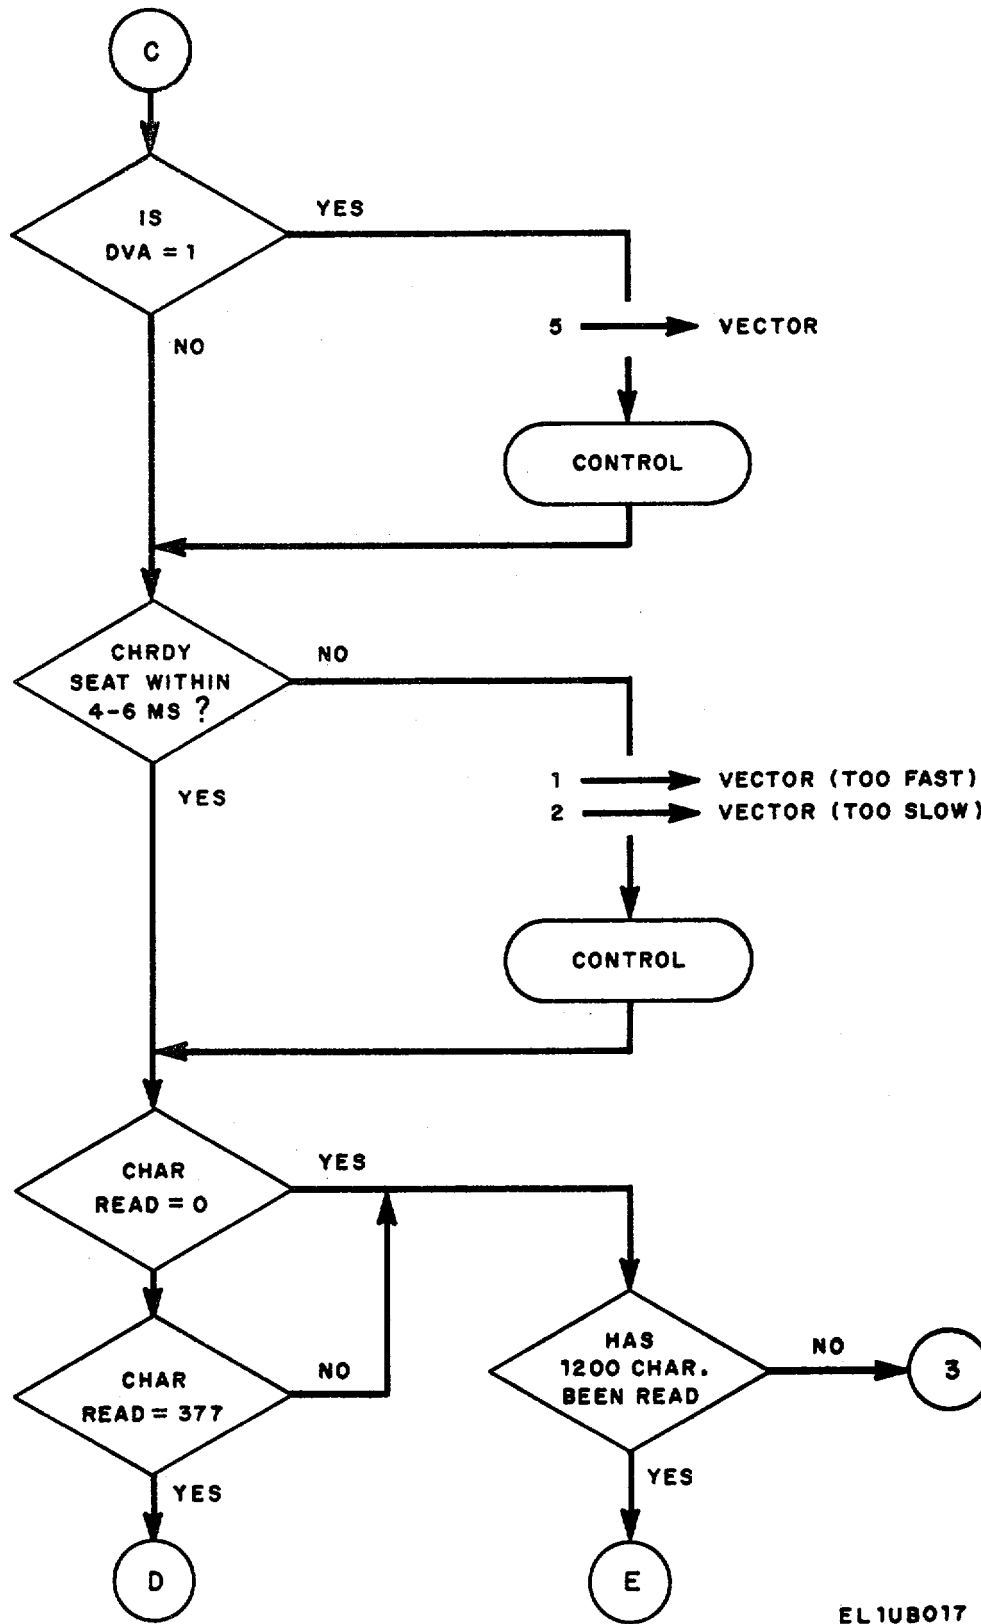 C
IS
DVA = 1
YES
NO
5 VECTOR
CONTROL
CHRDY
SEAT WITHIN
4-6 MS ?
NO
YES
1 VECTOR (TOO FAST)
2 VECTOR (TOO SLOW)
CONTROL
CHAR
READ = 0
YES
CHAR
READ = 377
NO
YES
HAS
1200 CHAR.
BEEN READ
NO
3
YES
D
E
EL1UB017